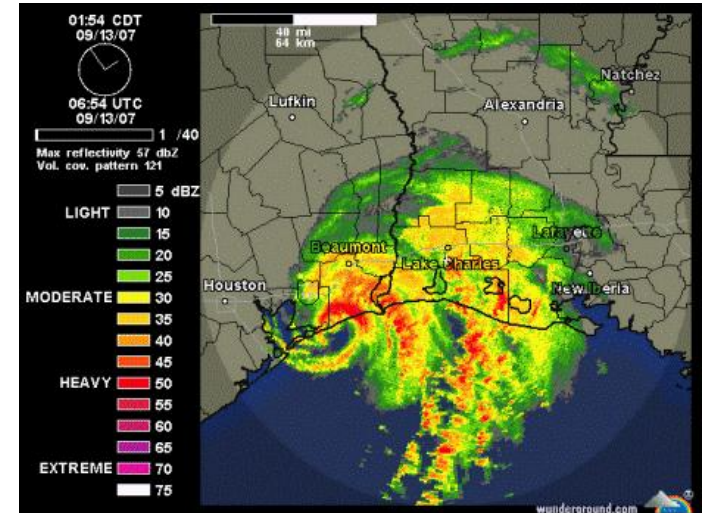 01:54 CDT
09/13/07
06:54 UTC
09/13/07
1 /40
Max reflectivity 57 dbZ
Vol. cov. pattern 121
5 dBZ
LIGHT 10
15
20
25
MODERATE 30
35
40
45
HEAVY 50
55
60
65
EXTREME 70
75
40 mi
64 km
Natchez
Lufkin
Alexandria
Beaumont
Lafayette
Lake Charles
Houston
New Iberia
wunderground.com